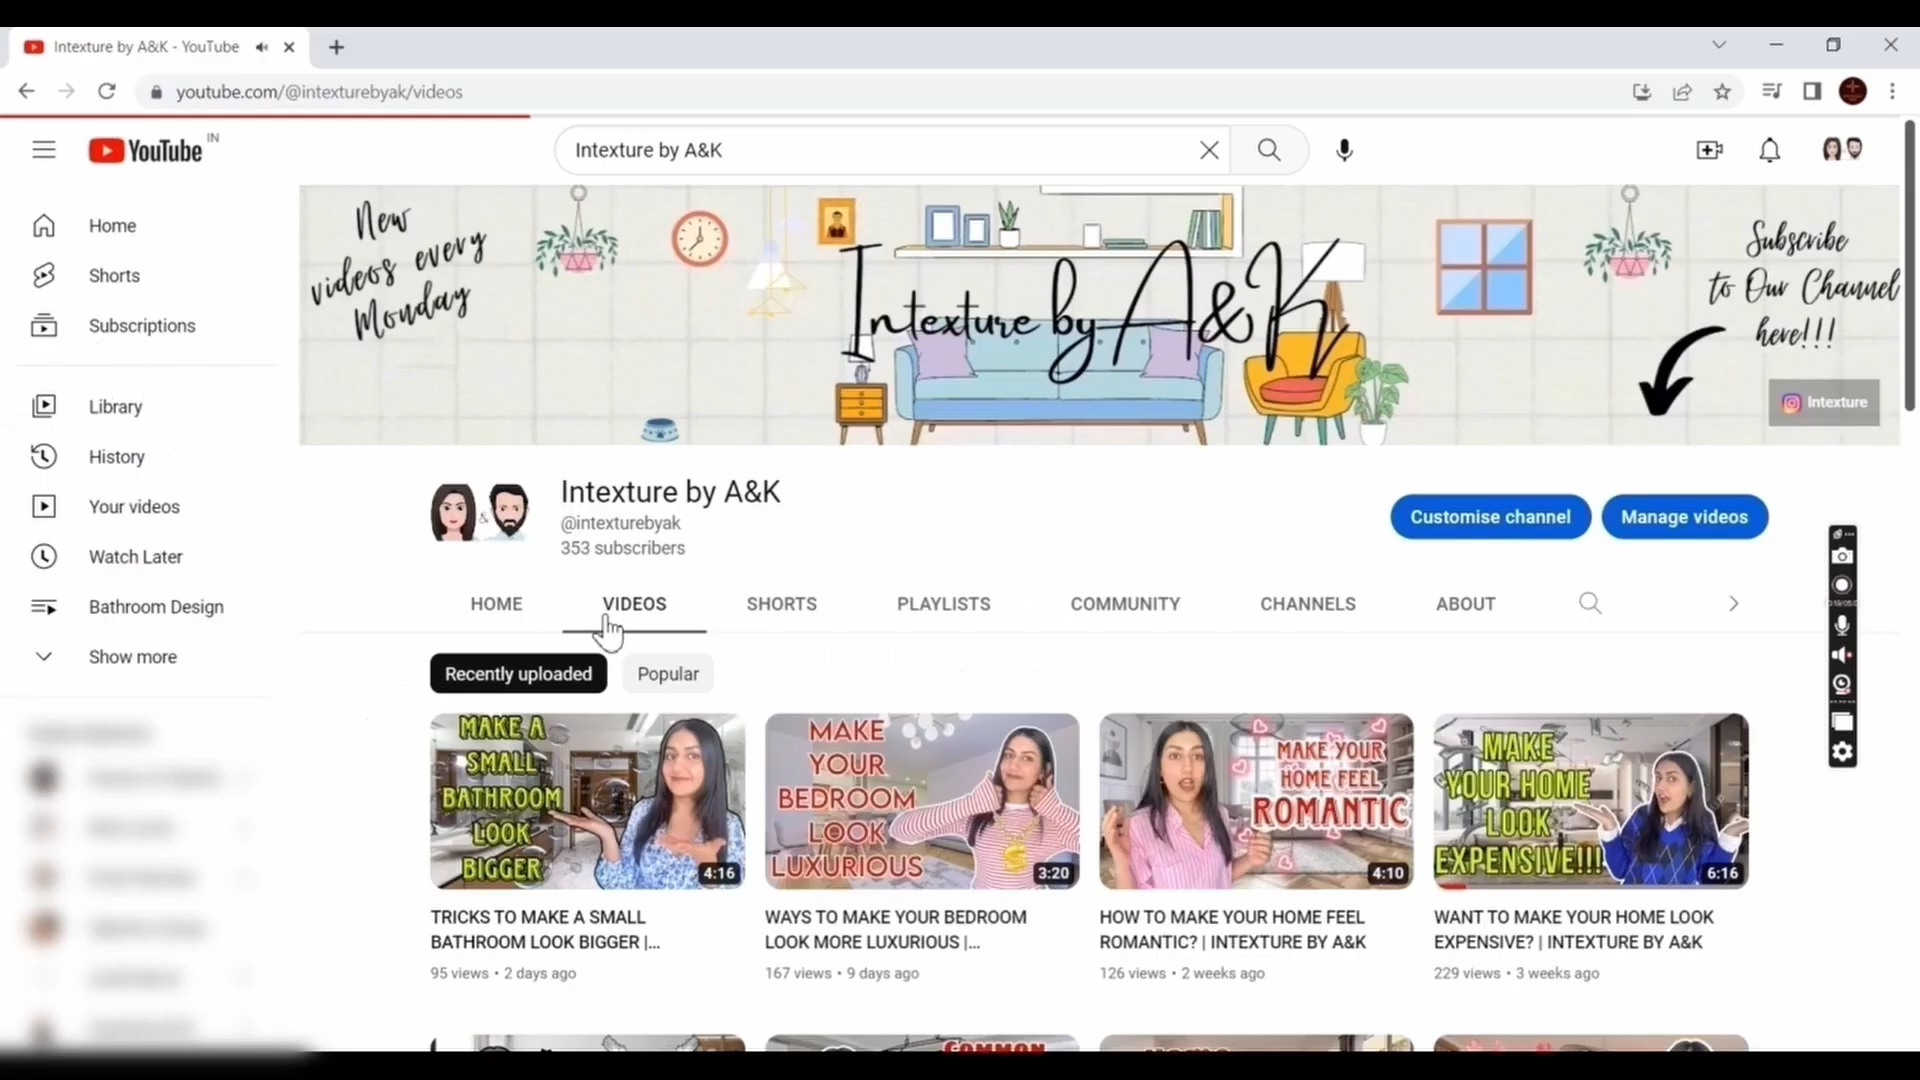 Intexture by A&K - YouTube
youtube.com/@intexturebyak/videos
YouTube IN
Intexture by A&K
Home
Shorts
Subscriptions
Library
History
Your videos
Watch Later
Bathroom Design
Show more
New
videos every
Monday
Intexture by A&K
Subscribe
to Our Channel
here!!!
Intexture
Intexture by A&K
@intexturebyak
353 subscribers
Customise channel
Manage videos
HOME
VIDEOS
SHORTS
PLAYLISTS
COMMUNITY
CHANNELS
ABOUT
Recently uploaded
Popular
MAKE A
SMALL
BATHROOM
LOOK
BIGGER
4:16
TRICKS TO MAKE A SMALL
BATHROOM LOOK BIGGER |...
95 views • 2 days ago
MAKE
YOUR
BEDROOM
LOOK
LUXURIOUS
3:20
WAYS TO MAKE YOUR BEDROOM
LOOK MORE LUXURIOUS |...
167 views • 9 days ago
MAKE YOUR
HOME FEEL
ROMANTIC
4:10
HOW TO MAKE YOUR HOME FEEL
ROMANTIC? | INTEXTURE BY A&K
126 views • 2 weeks ago
MAKE
YOUR HOME
LOOK
EXPENSIVE!!!
6:16
WANT TO MAKE YOUR HOME LOOK
EXPENSIVE? | INTEXTURE BY A&K
229 views • 3 weeks ago
COMMON